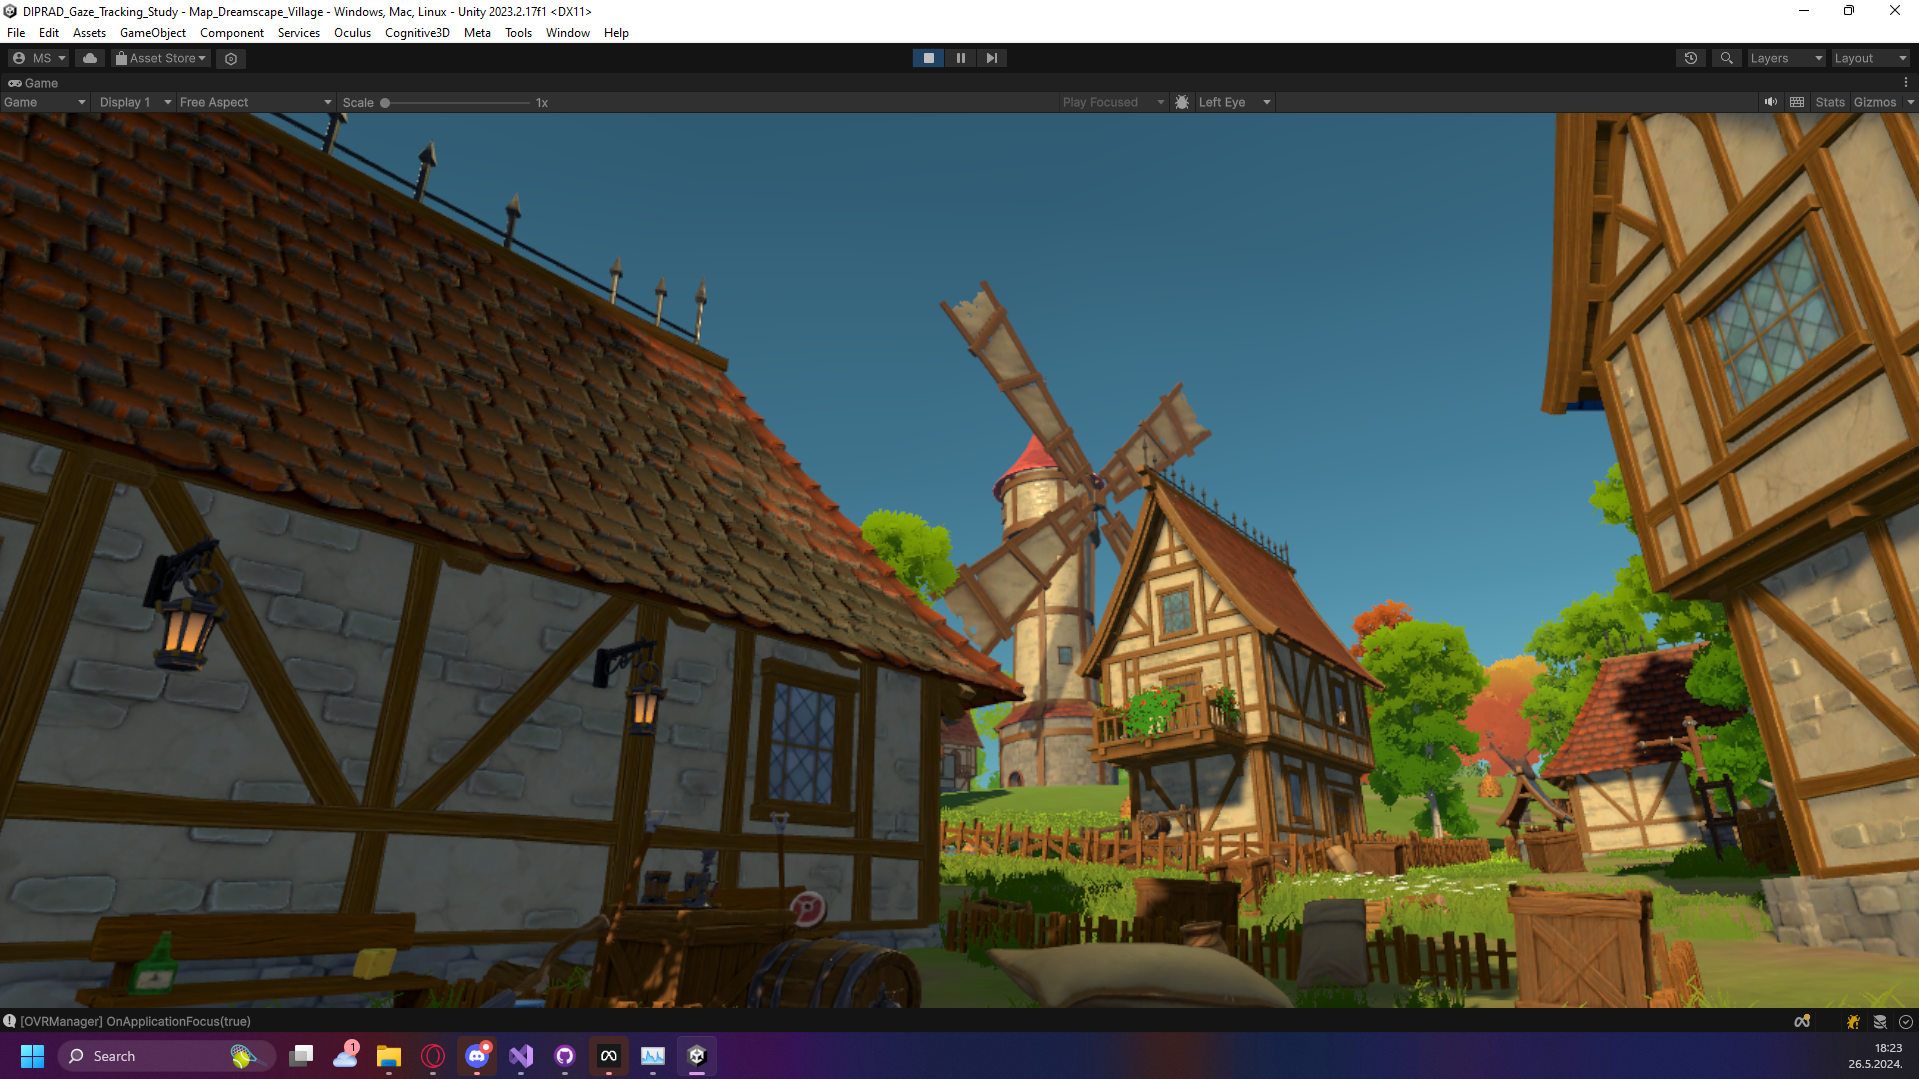 DIPRAD_Gaze_Tracking_Study - Map_Dreamscape_Village - Windows, Mac, Linux - Unity 2023.2.17f1 <DX11>
File Edit Assets GameObject Component Services Oculus Cognitive3D Meta Tools Window Help
MS Asset Store Layers Layout
Game
Game Display 1 Free Aspect Scale 1x Play Focused Left Eye Stats Gizmos
[OVRManager] OnApplicationFocus(true)
Search 1 18:23
26.5.2024.